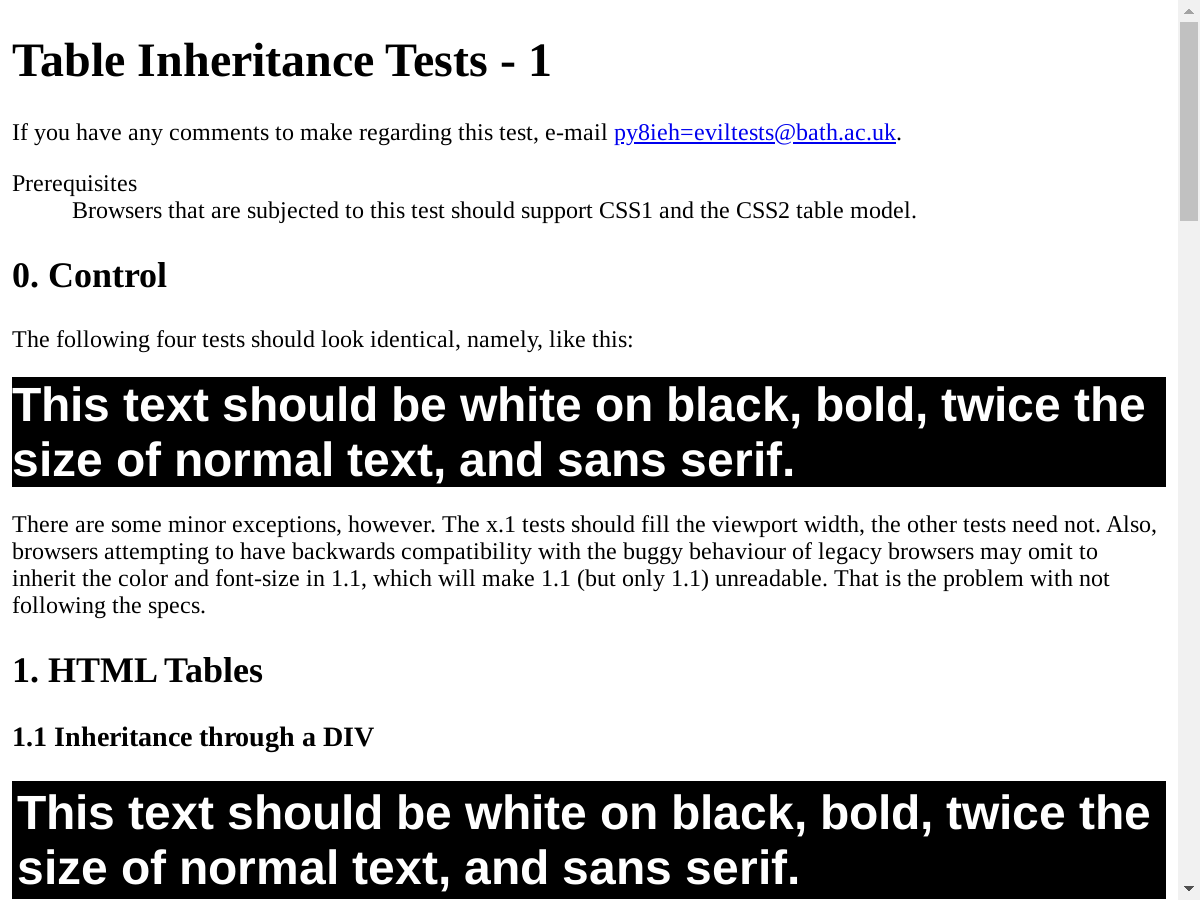 Table Inheritance Tests - 1
If you have any comments to make regarding this test, e-mail py8ieh=eviltests@bath.ac.uk.
Prerequisites
Browsers that are subjected to this test should support CSS1 and the CSS2 table model.
0. Control
The following four tests should look identical, namely, like this:
This text should be white on black, bold, twice the
size of normal text, and sans serif.
There are some minor exceptions, however. The x.1 tests should fill the viewport width, the other tests need not. Also,
browsers attempting to have backwards compatibility with the buggy behaviour of legacy browsers may omit to
inherit the color and font-size in 1.1, which will make 1.1 (but only 1.1) unreadable. That is the problem with not
following the specs.
1. HTML Tables
1.1 Inheritance through a DIV
This text should be white on black, bold, twice the
size of normal text, and sans serif.